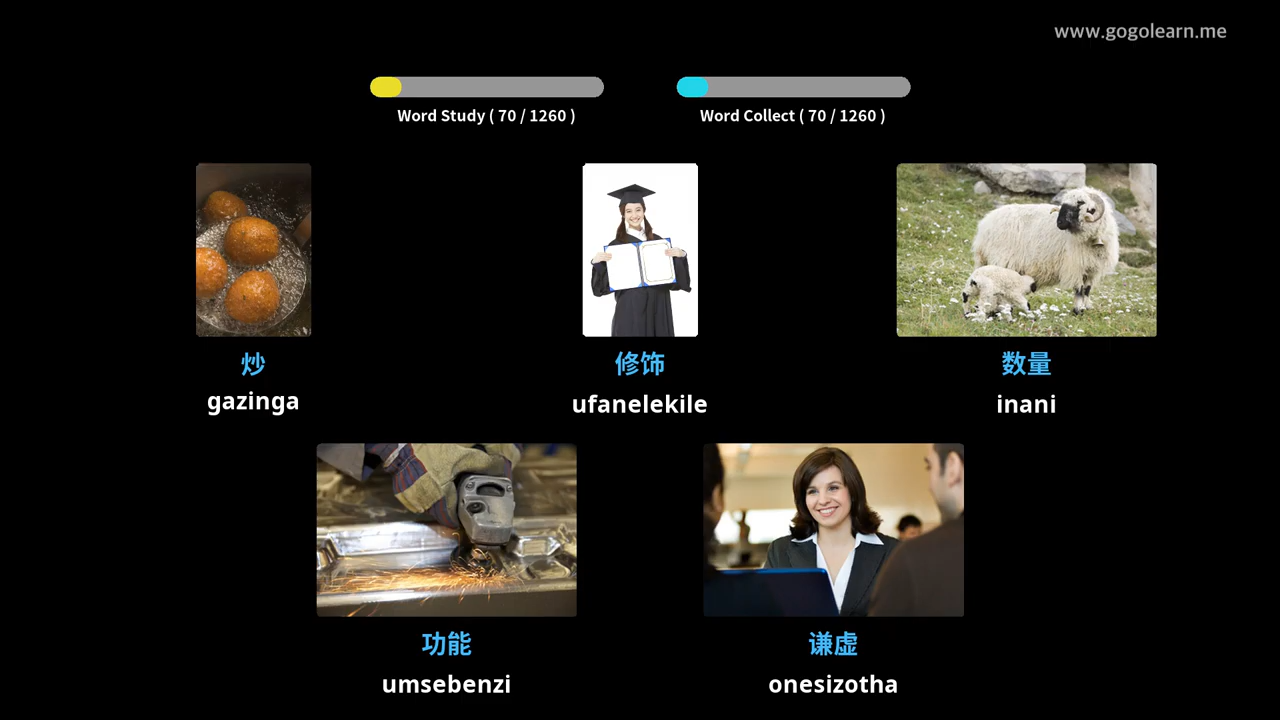 www.gogolearn.me
Word Study ( 70 / 1260 )
Word Collect ( 70 / 1260 )
炒
gazinga
修饰
ufanelekile
数量
inani
功能
umsebenzi
谦虚
onesizotha